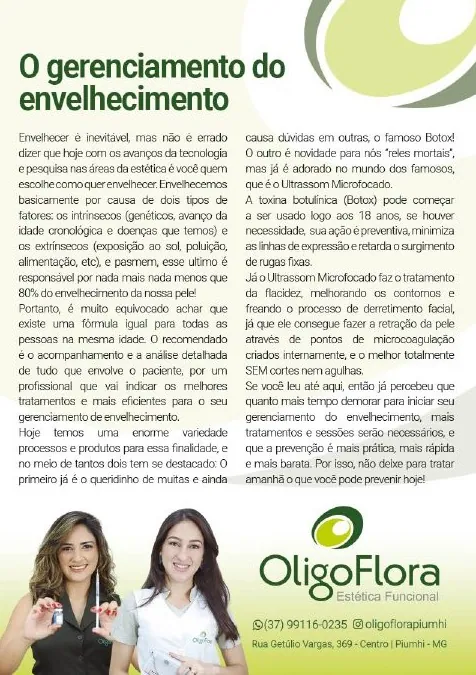 O gerenciamento do
envelhecimento
Envelhecer é inevitável, mas não é errado
dizer que hoje com os avanços da tecnologia
e pesquisa nas áreas da estética é você quem
escolhe como quer envelhecer. Envelhecemos
basicamente por causa de dois tipos de
fatores: os intrínsecos (genéticos, avanço da
idade cronológica e doenças que temos) e
os extrínsecos (exposição ao sol, poluição,
alimentação, etc), e pasmem, esse ultimo é
responsável por nada mais nada menos que
80% do envelhecimento da nossa pele!
Portanto, é muito equivocado achar que
existe uma fórmula igual para todas as
pessoas na mesma idade. O recomendado
é o acompanhamento e a análise detalhada
de tudo que envolve o paciente, por um
profissional que vai indicar os melhores
tratamentos e mais eficientes para o seu
gerenciamento de envelhecimento.
Hoje temos uma enorme variedade
processos e produtos para essa finalidade, e
no meio de tantos dois tem se destacado: O
primeiro já é o queridinho de muitas e ainda
causa dúvidas em outras, o famoso Botox!
O outro é novidade para nós "reles mortais",
mas já é adorado no mundo dos famosos,
que é o Ultrassom Microfocado.
A toxina botulínica (Botox) pode começar
a ser usado logo aos 18 anos, se houver
necessidade, sua ação é preventiva, minimiza
as linhas de expressão e retarda o surgimento
de rugas fixas.
Já o Ultrassom Microfocado faz o tratamento
da flacidez, melhorando os contornos e
freando o processo de derretimento facial,
já que ele consegue fazer a retração da pele
através de pontos de microcoagulação
criados internamente, e o melhor totalmente
SEM cortes nem agulhas.
Se você leu até aqui, então já percebeu que
quanto mais tempo demorar para iniciar seu
gerenciamento do envelhecimento, mais
tratamentos e sessões serão necessários, e
que a prevenção é mais prática, mais rápida
e mais barata. Por isso, não deixe para tratar
amanhã o que você pode prevenir hoje!
OligoFlora
Estética Funcional
(37) 99116-0235 oligoflorapiumhi
Rua Getúlio Vargas, 369 - Centro | Piumhi - MG